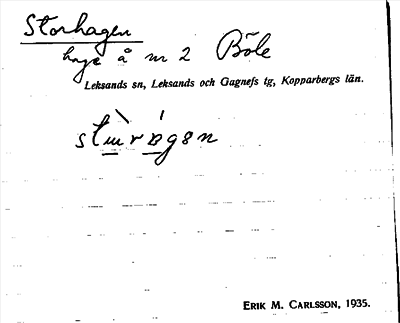 Storhagen
hage å nr 2 Böle
Leksands sn, Leksands och Gagnefs tg, Kopparbergs län.
ERIK M. CARLSSON, 1935.